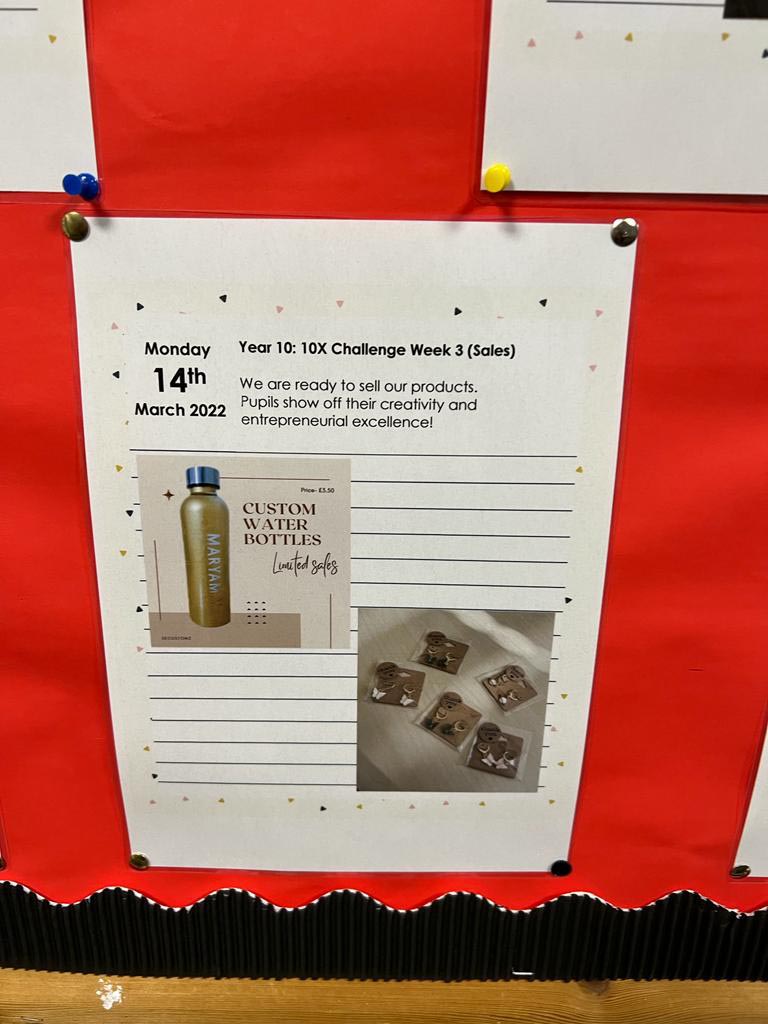 Monday
14th
March 2022
Year 10: 10X Challenge Week 3 (Sales)
We are ready to sell our products.
Pupils show off their creativity and
entrepreneurial excellence!
Price- £3.50
CUSTOM
WATER
BOTTLES
Limited sales
MARYAM